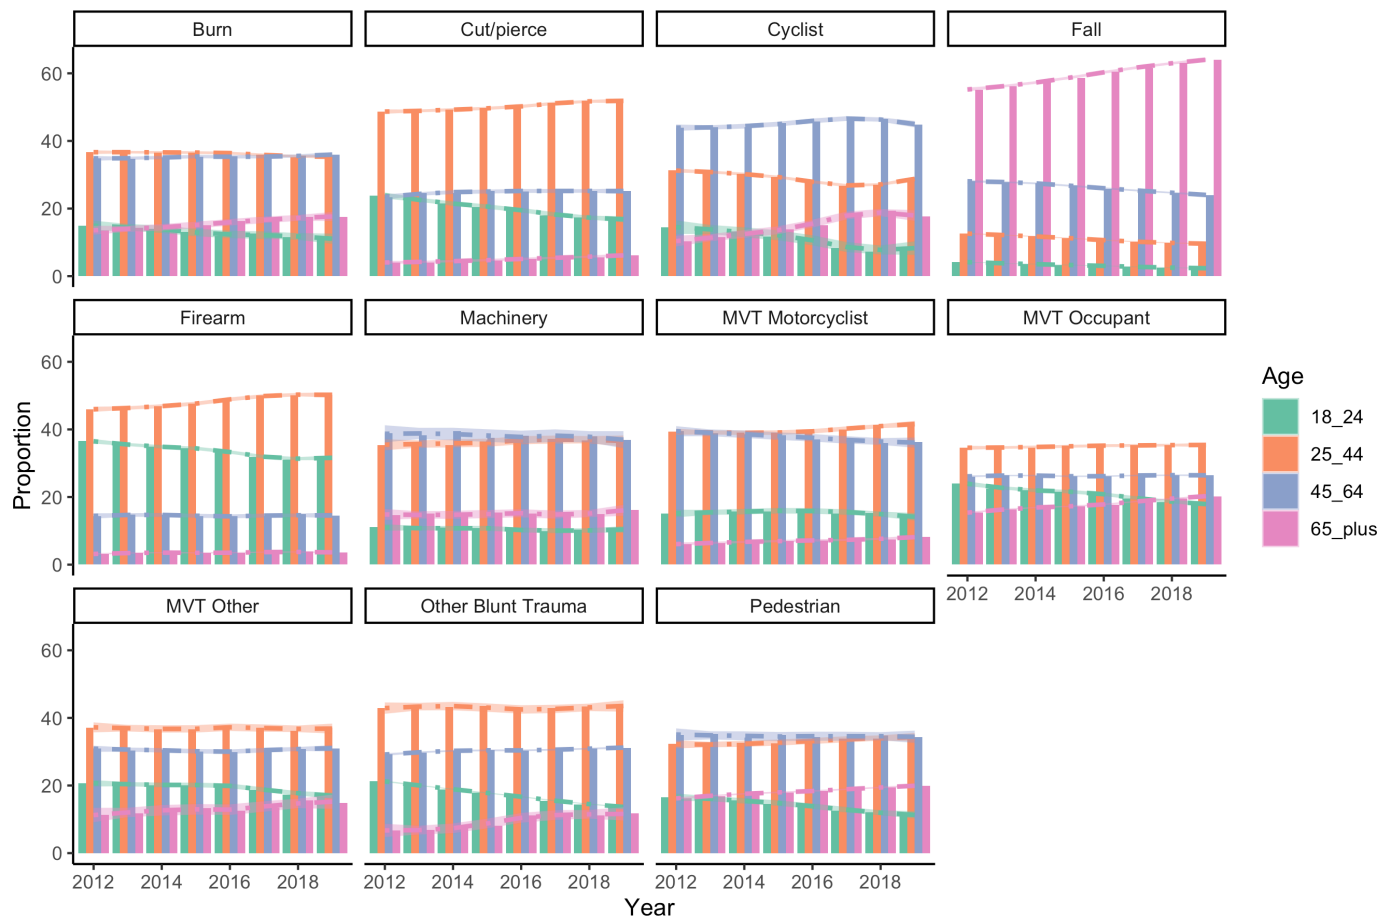 Burn Cut/pierce Cyclist Fall
60
40
20
0
Firearm Machinery MVT Motorcyclist MVT Occupant
60
40
20
0
2012 2014 2016 2018
MVT Other Other Blunt Trauma Pedestrian
60
40
20
0
2012 2014 2016 2018 2012 2014 2016 2018 2012 2014 2016 2018
Year
Proportion
Age
18_24
25_44
45_64
65_plus